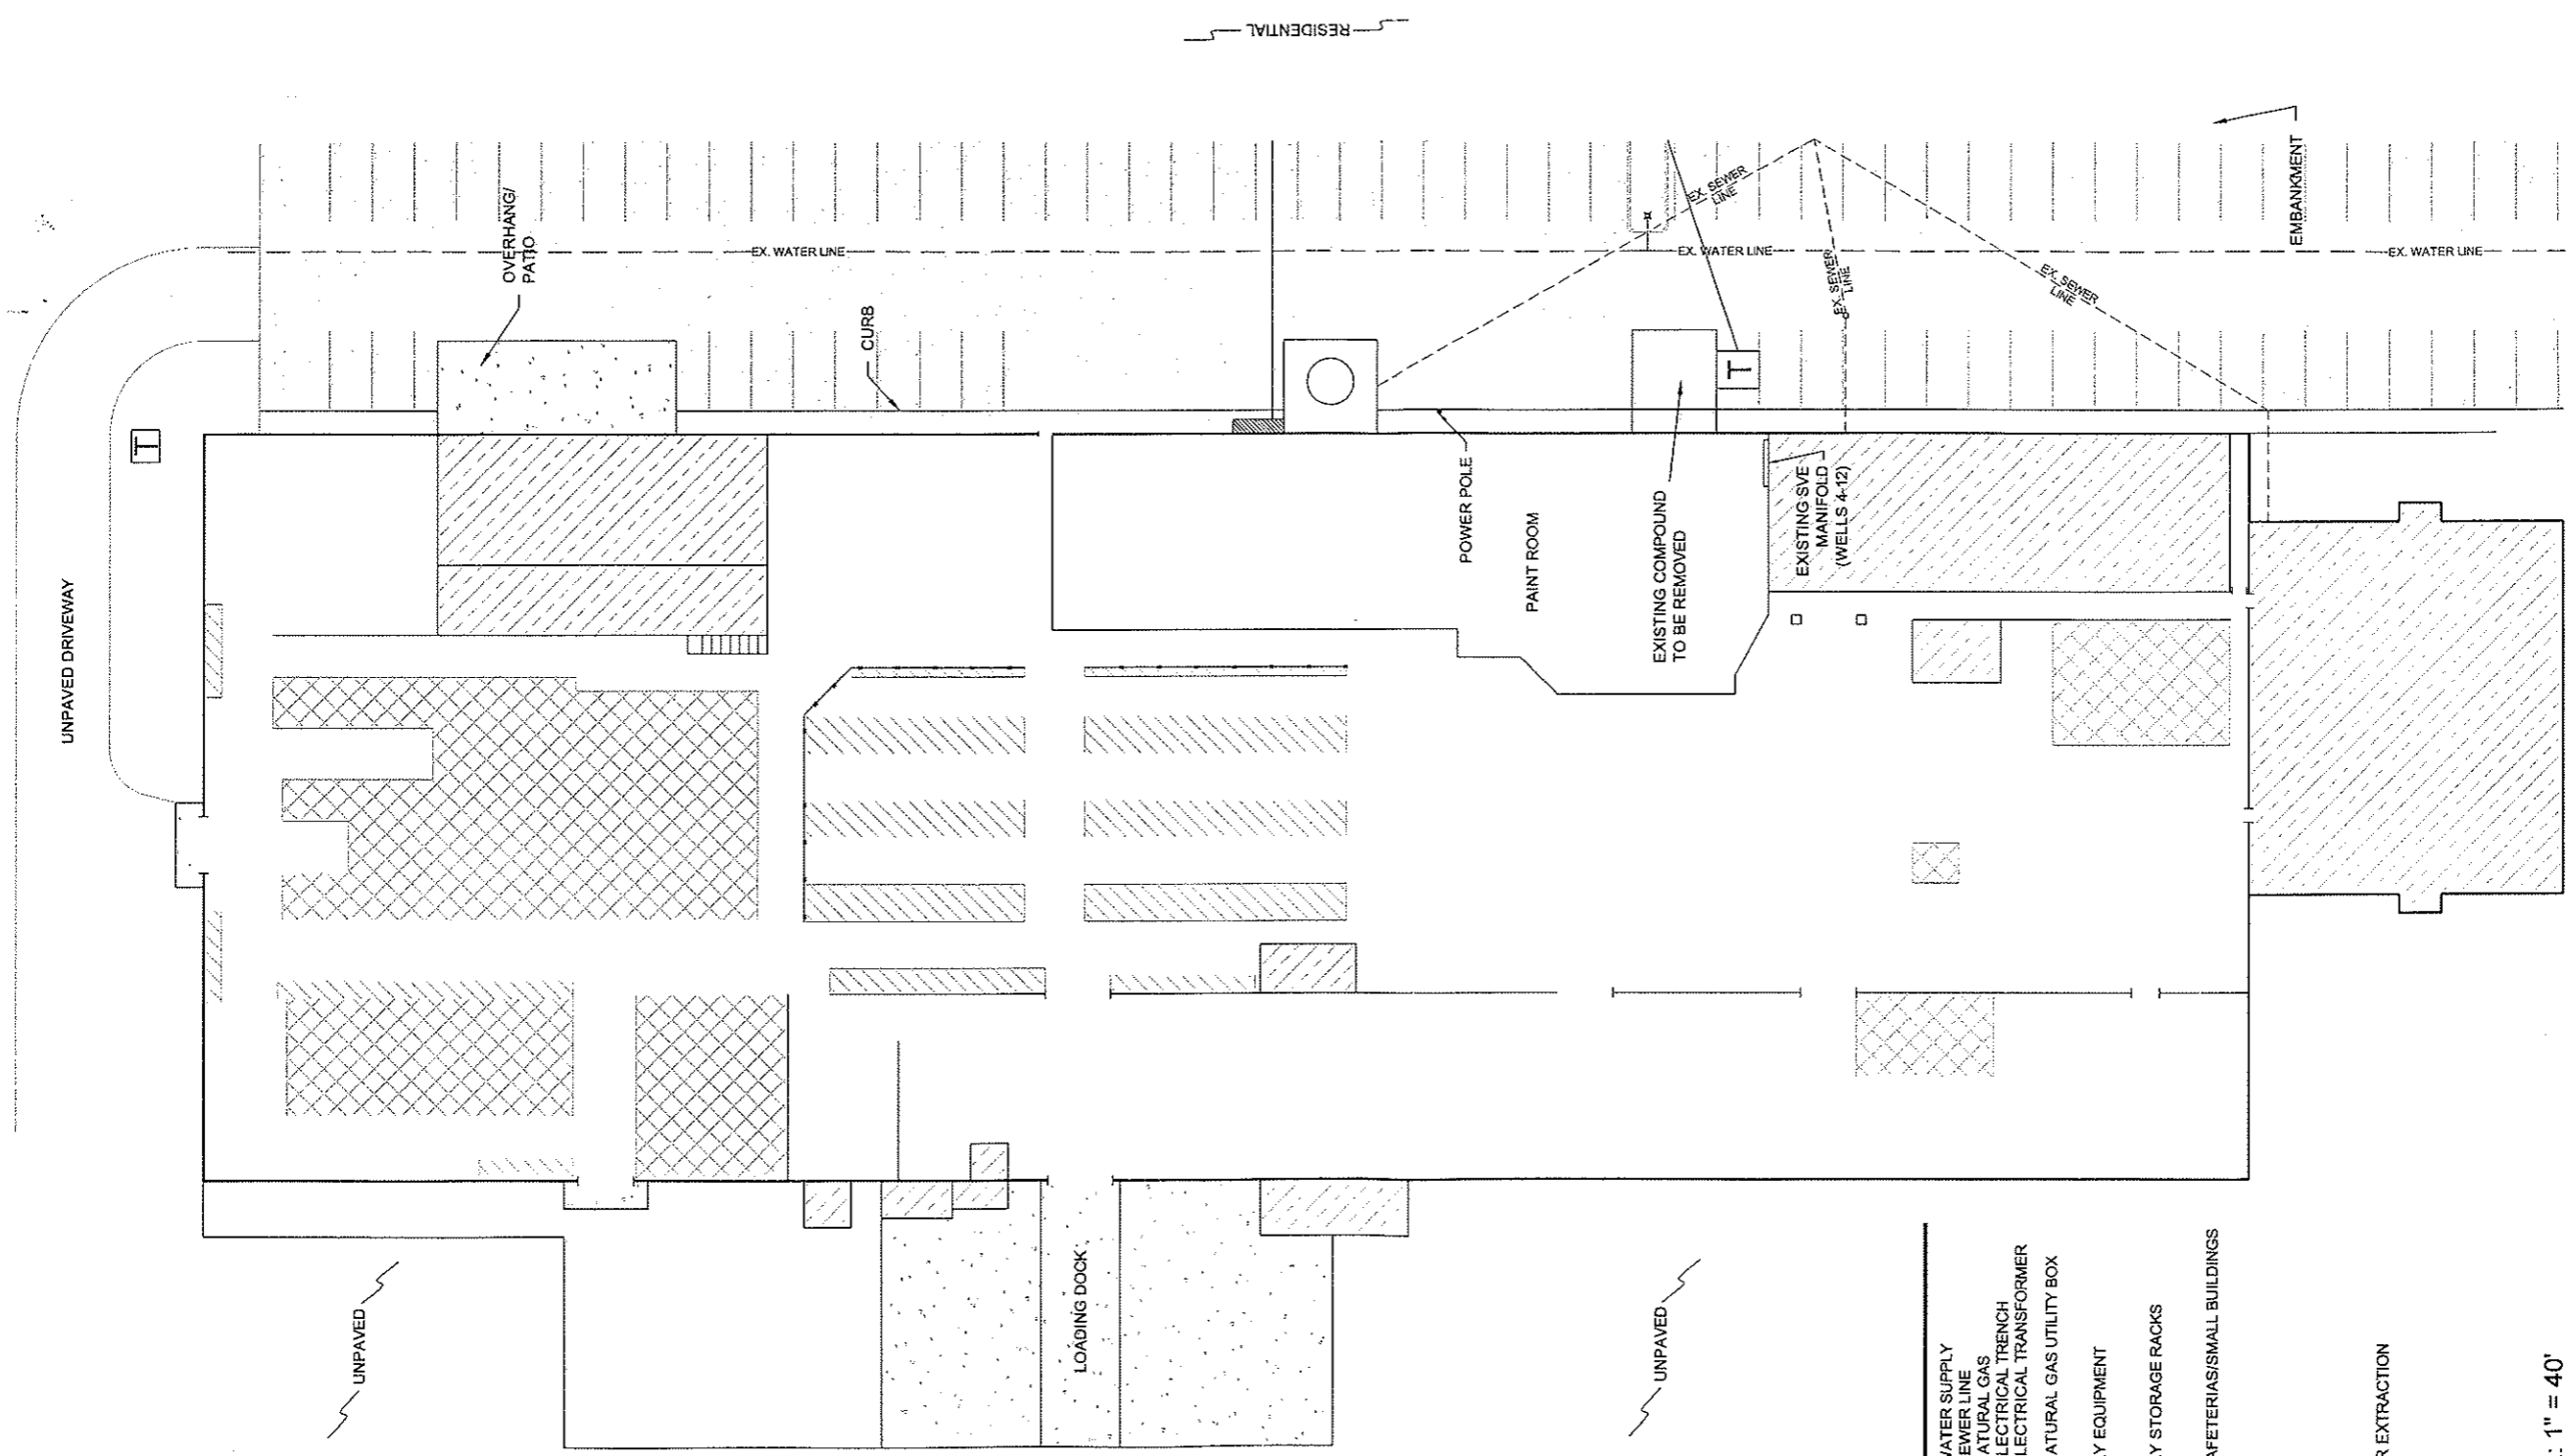 RESIDENTIAL
UNPAVED DRIVEWAY
T
OVERHANG/
PATIO
EX. WATER LINE
CURB
EX. SEWER
LINE
EX. WATER LINE
EX. SEWER
LINE
EX. SEWER
LINE
EMBANKMENT
EX. WATER LINE
T
POWER POLE
PAINT ROOM
EXISTING COMPOUND
TO BE REMOVED
EXISTING SVE
MANIFOLD
(WELLS 4-12)
UNPAVED
LOADING DOCK
UNPAVED
WATER SUPPLY
EWER LINE
ATURAL GAS
LECTRICAL TRENCH
LECTRICAL TRANSFORMER
ATURAL GAS UTILITY BOX
Y EQUIPMENT
Y STORAGE RACKS
AFETERIAS/SMALL BUILDINGS
R EXTRACTION
: 1" = 40'